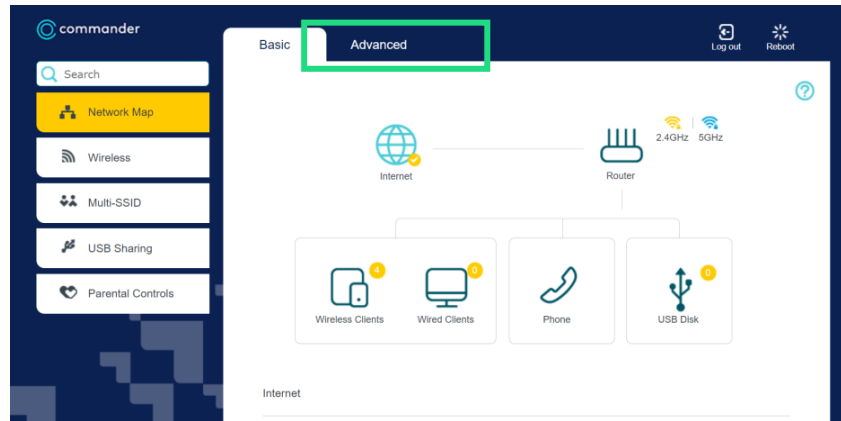 commander
Basic
Advanced
Log out
Reboot
Search
Network Map
Wireless
Multi-SSID
USB Sharing
Parental Controls
?
2.4GHz
5GHz
Internet
Router
4
0
0
Wireless Clients
Wired Clients
Phone
USB Disk
Internet